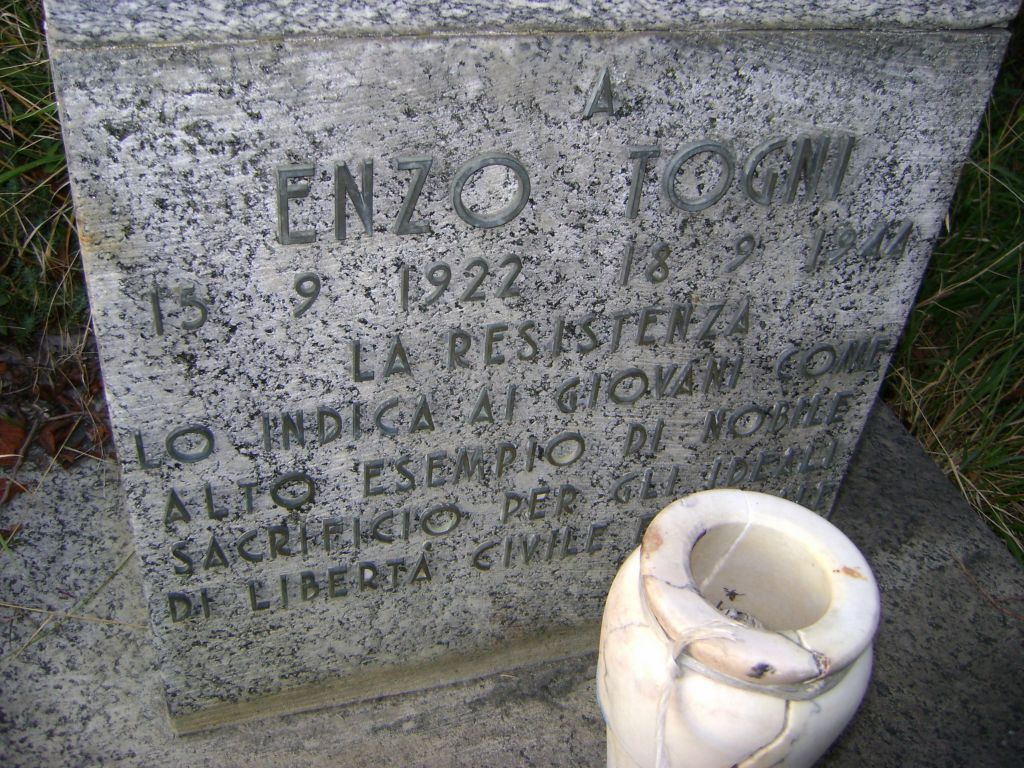 A
ENZO TOGNI
15 9 1922 18 9 1944
LA RESISTENZA
LO INDICA AI GIOVANI COME
ALTO ESEMPIO DI NOBILE
SACRIFICIO PER GLI IDEALI
DI LIBERTÀ CIVILE E